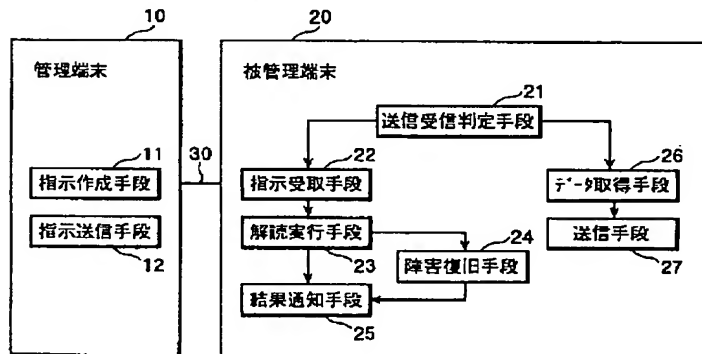 10
管理端末
11
指示作成手段
指示送信手段
12
30
20
被管理端末
21
送信受信判定手段
22
指示受取手段
26
データ取得手段
解読実行手段
23
24
障害復旧手段
送信手段
27
結果通知手段
25